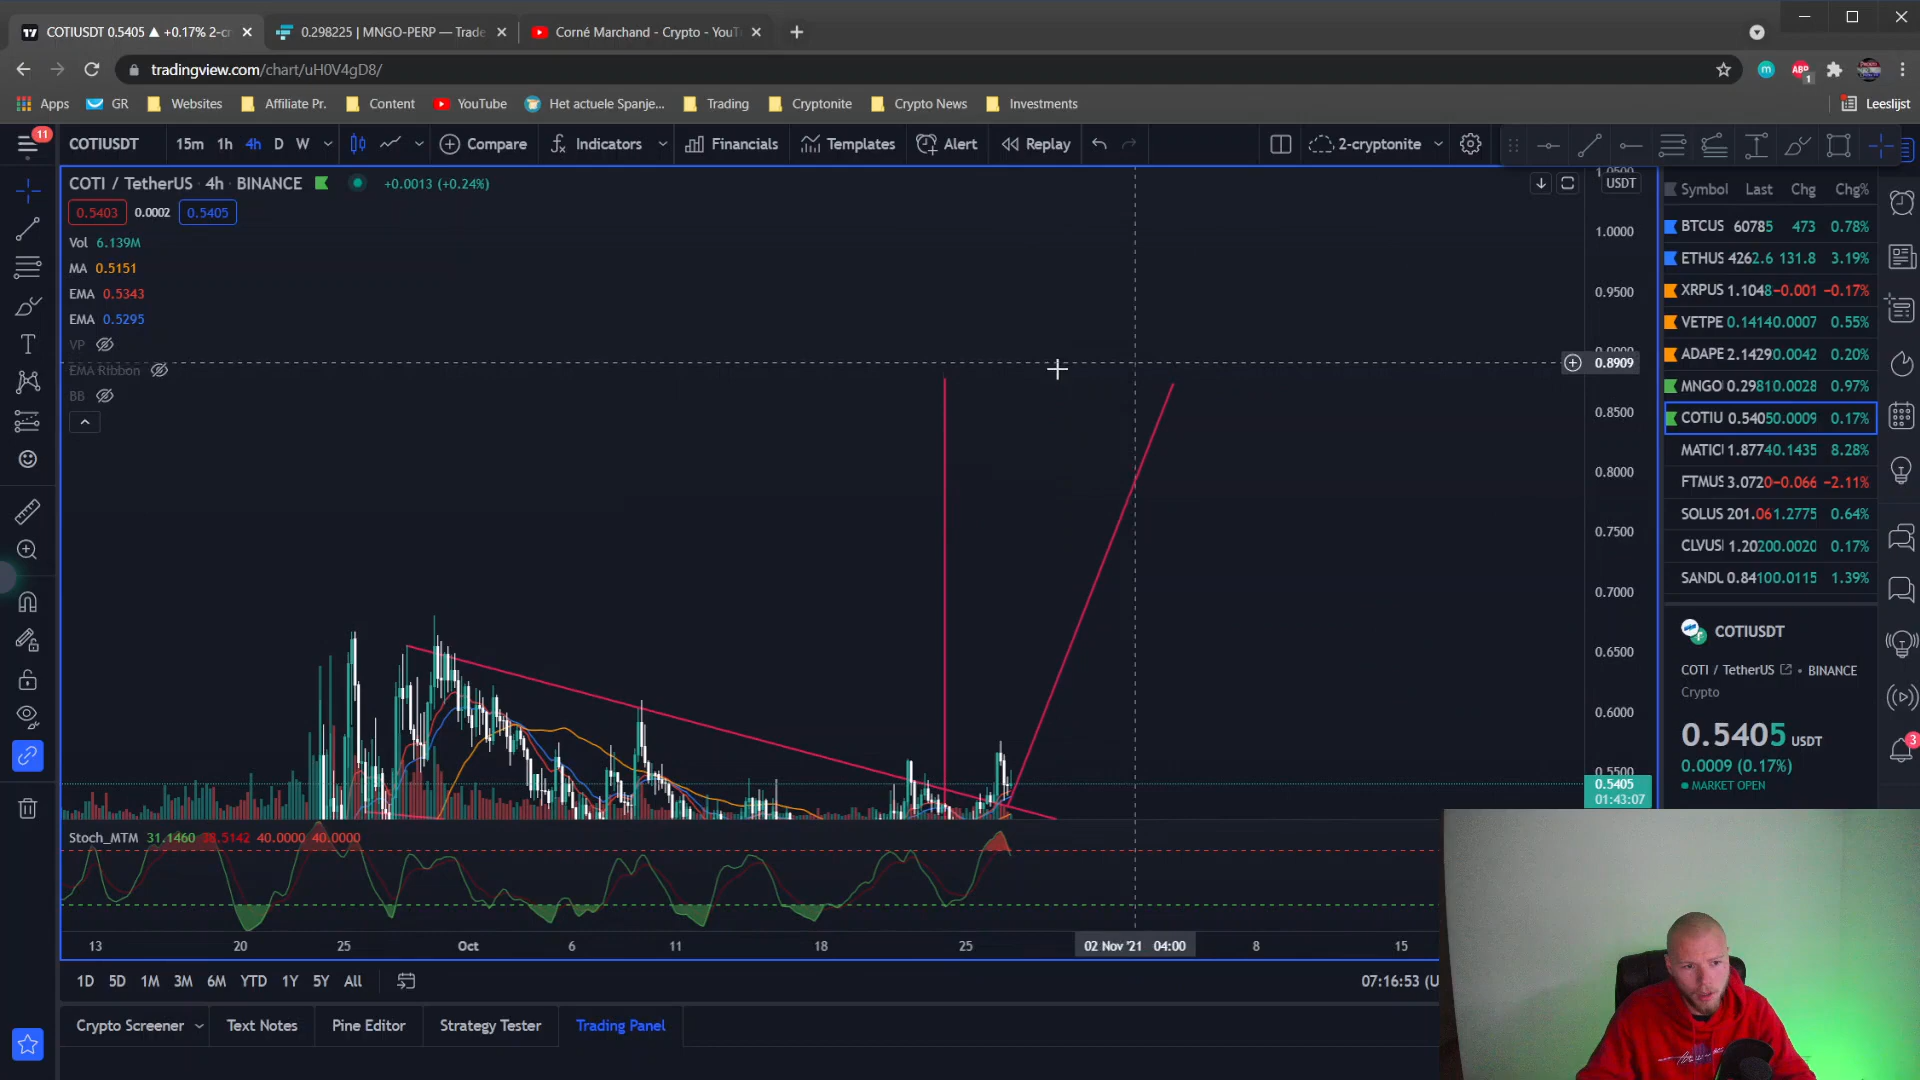 COTIUSDT 0.5405 ▲ +0.17% 2-cr
0.298225 | MNGO-PERP — Trade
Corné Marchand - Crypto - YouT
tradingview.com/chart/uH0V4gD8/
ABP
1
Apps GR Websites Affiliate Pr. Content YouTube Het actuele Spanje... Trading Cryptonite Crypto News Investments Leeslijst
11
COTIUSDT 15m 1h 4h D W Compare Indicators Financials Templates Alert Replay 2-cryptonite
COTI / TetherUS · 4h · BINANCE +0.0013 (+0.24%)
0.5403 0.0002 0.5405
Vol 6.139M
MA 0.5151
EMA 0.5343
EMA 0.5295
VP
EMA Ribbon
BB
USDT
1.0500
1.0000
0.9500
0.9000
0.8909
0.8500
0.8000
0.7500
0.7000
0.6500
0.6000
0.5500
0.5405
01:43:07
Symbol Last Chg Chg%
BTCUS 60785 473 0.78%
ETHUS 4262.6 131.8 3.19%
XRPUS 1.1048 −0.001 −0.17%
VETPE 0.1414 0.0007 0.55%
ADAPE 2.1429 0.0042 0.20%
MNGO 0.2981 0.0028 0.97%
COTIU 0.5405 0.0009 0.17%
MATIC 1.8774 0.1435 8.28%
FTMUS 3.0720 −0.066 −2.11%
SOLUS 201.06 1.2775 0.64%
CLVUS 1.2020 0.0020 0.17%
SANDU 0.8410 0.0115 1.39%
COTIUSDT
COTI / TetherUS • BINANCE
Crypto
0.5405 USDT
0.0009 (0.17%)
MARKET OPEN
3
Stoch_MTM 31.1460 38.5142 40.0000 40.0000
13 20 25 Oct 6 11 18 25 02 Nov '21 04:00 8 15
1D 5D 1M 3M 6M YTD 1Y 5Y All 07:16:53 (U
Crypto Screener Text Notes Pine Editor Strategy Tester Trading Panel